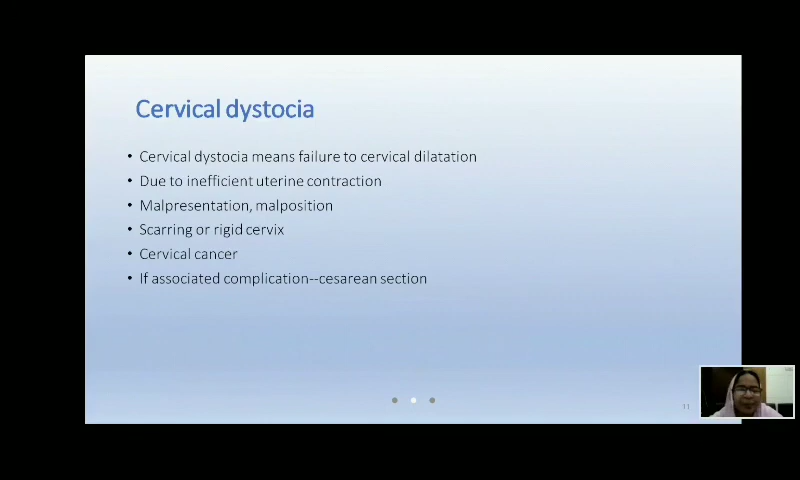 Cervical dystocia
• Cervical dystocia means failure to cervical dilatation
• Due to inefficient uterine contraction
• Malpresentation, malposition
• Scarring or rigid cervix
• Cervical cancer
• If associated complication--cesarean section
11